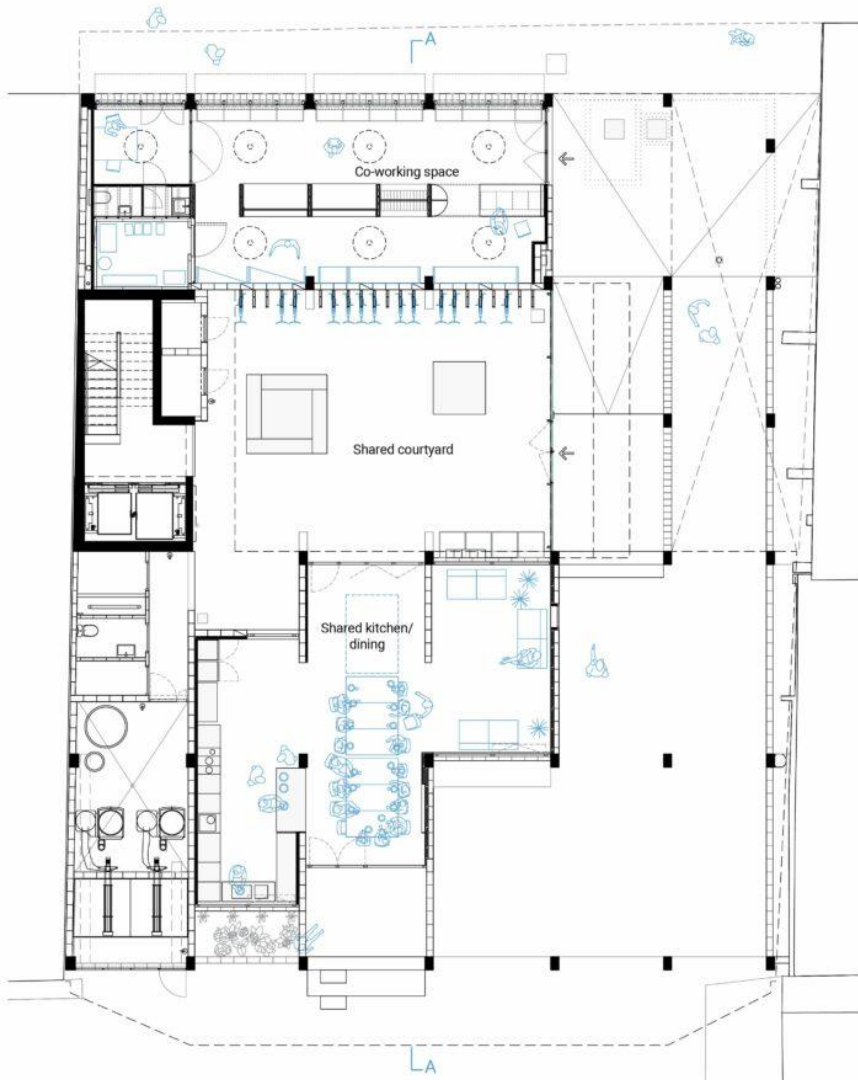 A
Co-working space
Shared courtyard
Shared kitchen/
dining
A